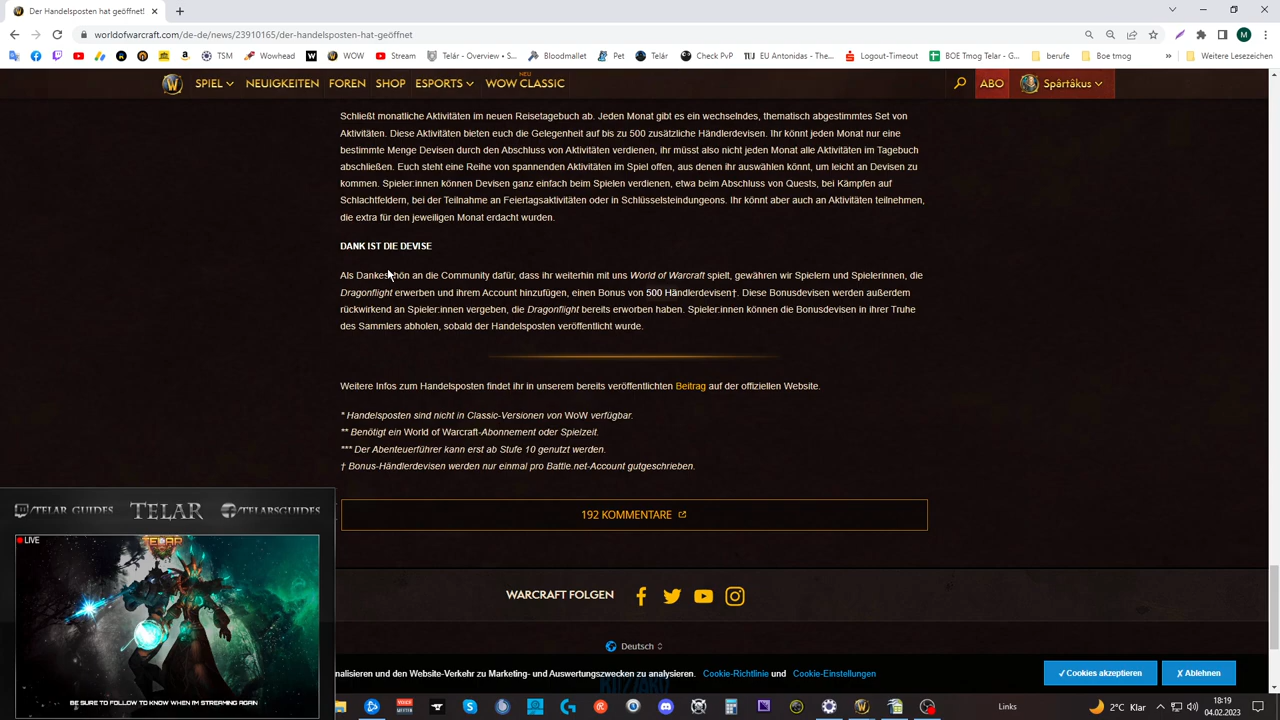 Der Handelsposten hat geöffnet!
worldofwarcraft.com/de-de/news/23910165/der-handelsposten-hat-geöffnet
M
TSM Wowhead WOW Stream Telár - Overview • S... Bloodmallet Pet Telár Check PvP EU Antonidas - The... Logout-Timeout BOE Tmog Telar - G... berufe Boe tmog » Weitere Lesezeichen
SPIEL NEUIGKEITEN FOREN SHOP ESPORTS NEU WOW CLASSIC ABO Spârtâkus
Schließt monatliche Aktivitäten im neuen Reisetagebuch ab. Jeden Monat gibt es ein wechselndes, thematisch abgestimmtes Set von
Aktivitäten. Diese Aktivitäten bieten euch die Gelegenheit auf bis zu 500 zusätzliche Händlerdevisen. Ihr könnt jeden Monat nur eine
bestimmte Menge Devisen durch den Abschluss von Aktivitäten verdienen, ihr müsst also nicht jeden Monat alle Aktivitäten im Tagebuch
abschließen. Euch steht eine Reihe von spannenden Aktivitäten im Spiel offen, aus denen ihr auswählen könnt, um leicht an Devisen zu
kommen. Spieler:innen können Devisen ganz einfach beim Spielen verdienen, etwa beim Abschluss von Quests, bei Kämpfen auf
Schlachtfeldern, bei der Teilnahme an Feiertagsaktivitäten oder in Schlüsselsteindungeons. Ihr könnt aber auch an Aktivitäten teilnehmen,
die extra für den jeweiligen Monat erdacht wurden.
DANK IST DIE DEVISE
Als Dankeschön an die Community dafür, dass ihr weiterhin mit uns World of Warcraft spielt, gewähren wir Spielern und Spielerinnen, die
Dragonflight erwerben und ihrem Account hinzufügen, einen Bonus von 500 Händlerdevisen†. Diese Bonusdevisen werden außerdem
rückwirkend an Spieler:innen vergeben, die Dragonflight bereits erworben haben. Spieler:innen können die Bonusdevisen in ihrer Truhe
des Sammlers abholen, sobald der Handelsposten veröffentlicht wurde.
Weitere Infos zum Handelsposten findet ihr in unserem bereits veröffentlichten Beitrag auf der offiziellen Website.
* Handelsposten sind nicht in Classic-Versionen von WoW verfügbar.
** Benötigt ein World of Warcraft-Abonnement oder Spielzeit.
*** Der Abenteuerführer kann erst ab Stufe 10 genutzt werden.
† Bonus-Händlerdevisen werden nur einmal pro Battle.net-Account gutgeschrieben.
192 KOMMENTARE
/TELAR GUIDES TELAR /TELARSGUIDES
LIVE
TELAR
WARCRAFT FOLGEN
Deutsch
nalisieren und den Website-Verkehr zu Marketing- und Auswertungszwecken zu analysieren. Cookie-Richtlinie und Cookie-Einstellungen
✓ Cookies akzeptieren X Ablehnen
BE SURE TO FOLLOW TO KNOW WHEN I'M STREAMING AGAIN
Links 2°C Klar 18:19
04.02.2023